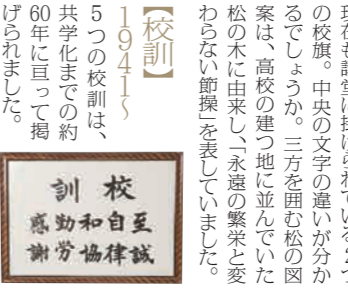 現在も講堂に掛けられている2つ
の校旗。中央の文字の違いが分か
るでしょうか。三方を囲む松の図
案は、高校の建つ地に並んでいた
松の木に由来し、「永遠の繁栄と変
わらない節操」を表していました。
【校訓】
1941〜
5つの校訓は、
共学化までの約
60年に亘って掲
げられました。
校訓
至誠
自律
和協
勤労
感謝